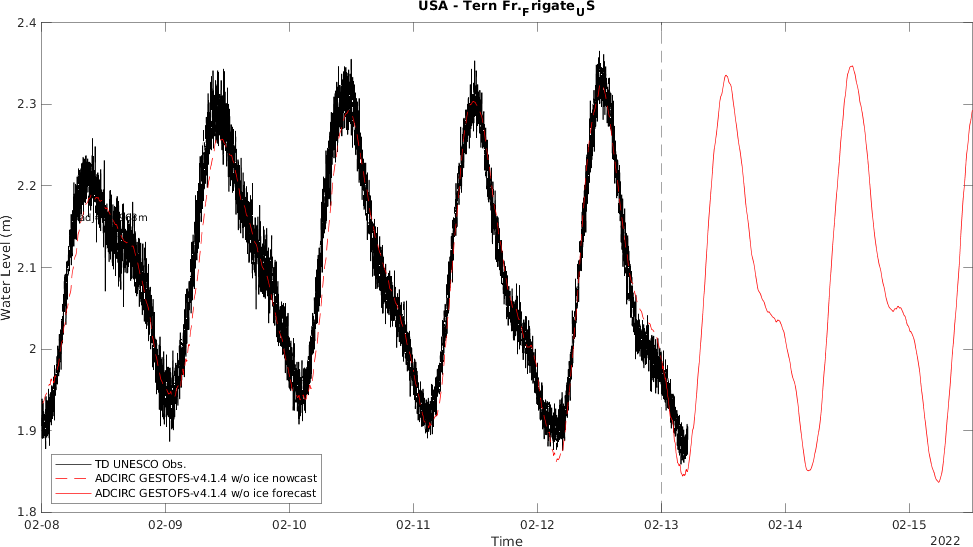 USA - Tern Fr.FrigateUS
2.4
2.3
2.2
2.1
2
1.9
1.8
Water Level (m)
TD UNESCO Obs.
ADCIRC GESTOFS-v4.1.4 w/o ice nowcast
ADCIRC GESTOFS-v4.1.4 w/o ice forecast
02-08 02-09 02-10 02-11 02-12 02-13 02-14 02-15
Time
2022